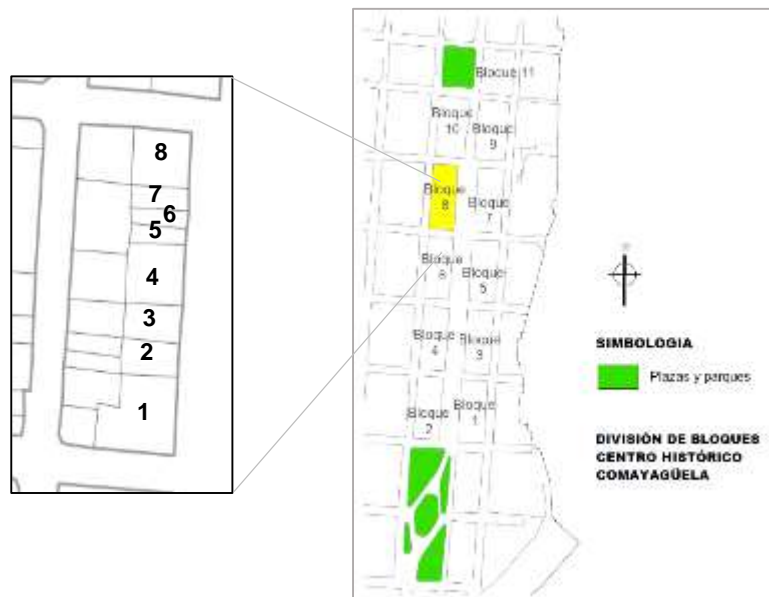 8
7
6
5
4
3
2
1
Bloque 11
Bloque
10
Bloque
9
Bloque
8
Bloque
7
Bloque
6
Bloque
5
Bloque
4
Bloque
3
Bloque
2
Bloque
1
SIMBOLOGIA
Plazas y parques
DIVISIÓN DE BLOQUES
CENTRO HISTÓRICO
COMAYAGÜELA